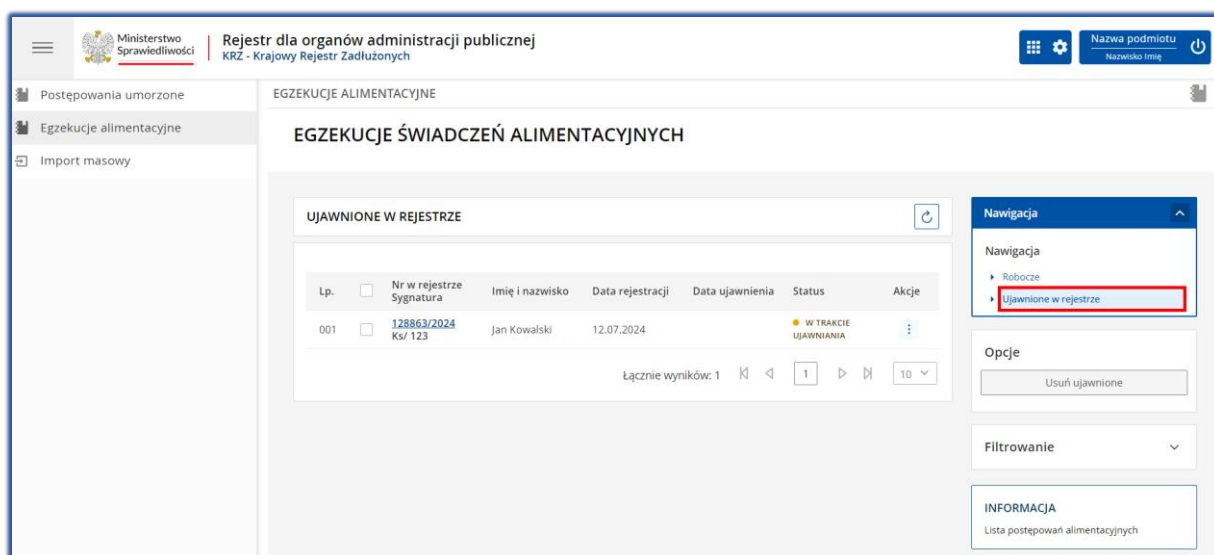 Ministerstwo
Sprawiedliwości
Rejestr dla organów administracji publicznej
KRZ - Krajowy Rejestr Zadłużonych
Nazwa podmiotu
Nazwisko Imię
Postępowania umorzone
Egzekucje alimentacyjne
Import masowy
EGZEKUCJE ALIMENTACYJNE
EGZEKUCJE ŚWIADCZEŃ ALIMENTACYJNYCH
UJAWNIONE W REJESTRZE
Lp. Nr w rejestrze Sygnatura Imię i nazwisko Data rejestracji Data ujawnienia Status Akcje
001 128863/2024 Ks/ 123 Jan Kowalski 12.07.2024 W TRAKCIE UJAWNIANIA
Łącznie wyników: 1 1 10
Nawigacja
Nawigacja
Robocze
Ujawnione w rejestrze
Opcje
Usuń ujawnione
Filtrowanie
INFORMACJA
Lista postępowań alimentacyjnych